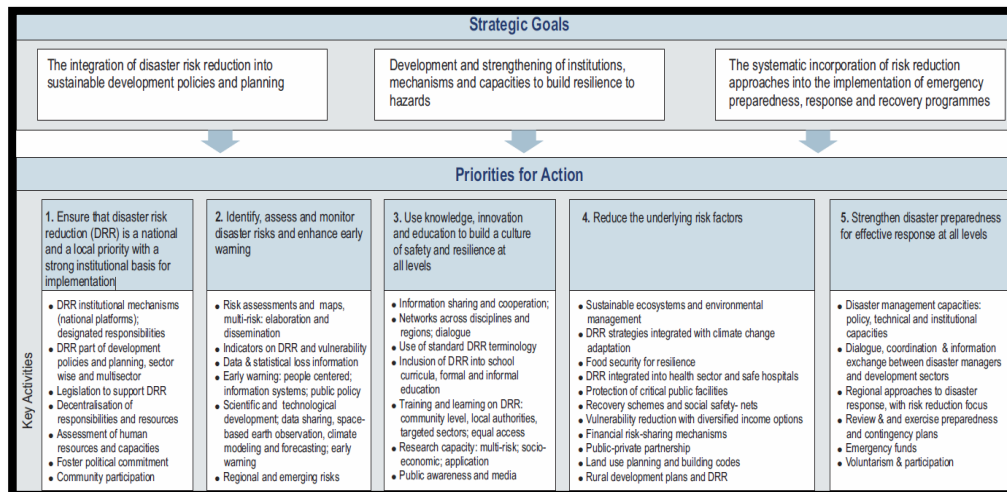 Strategic Goals
The integration of disaster risk reduction into
sustainable development policies and planning
Development and strengthening of institutions,
mechanisms and capacities to build resilience to
hazards
The systematic incorporation of risk reduction
approaches into the implementation of emergency
preparedness, response and recovery programmes
Priorities for Action
Key Activities
1. Ensure that disaster risk
reduction (DRR) is a national
and a local priority with a
strong institutional basis for
implementation
• DRR institutional mechanisms
(national platforms);
designated responsibilities
• DRR part of development
policies and planning, sector
wise and multisector
• Legislation to support DRR
• Decentralisation of
responsibilities and resources
• Assessment of human
resources and capacities
• Foster political commitment
• Community participation
2. Identify, assess and monitor
disaster risks and enhance early
warning
• Risk assessments and maps,
multi-risk: elaboration and
dissemination
• Indicators on DRR and vulnerability
• Data & statistical loss information
• Early warning: people centered;
information systems; public policy
• Scientific and technological
development; data sharing, space-
based earth observation, climate
modeling and forecasting; early
warning
• Regional and emerging risks
3. Use knowledge, innovation
and education to build a culture
of safety and resilience at
all levels
• Information sharing and cooperation;
• Networks across disciplines and
regions; dialogue
• Use of standard DRR terminology
• Inclusion of DRR into school
curricula, formal and informal
education
• Training and learning on DRR:
community level, local authorities,
targeted sectors; equal access
• Research capacity: multi-risk; socio-
economic; application
• Public awareness and media
4. Reduce the underlying risk factors
• Sustainable ecosystems and environmental
management
• DRR strategies integrated with climate change
adaptation
• Food security for resilience
• DRR integrated into health sector and safe hospitals
• Protection of critical public facilities
• Recovery schemes and social safety- nets
• Vulnerability reduction with diversified income options
• Financial risk-sharing mechanisms
• Public-private partnership
• Land use planning and building codes
• Rural development plans and DRR
5. Strengthen disaster preparedness
for effective response at all levels
• Disaster management capacities:
policy, technical and institutional
capacities
• Dialogue, coordination & information
exchange between disaster managers
and development sectors
• Regional approaches to disaster
response, with risk reduction focus
• Review & and exercise preparedness
and contingency plans
• Emergency funds
• Voluntarism & participation